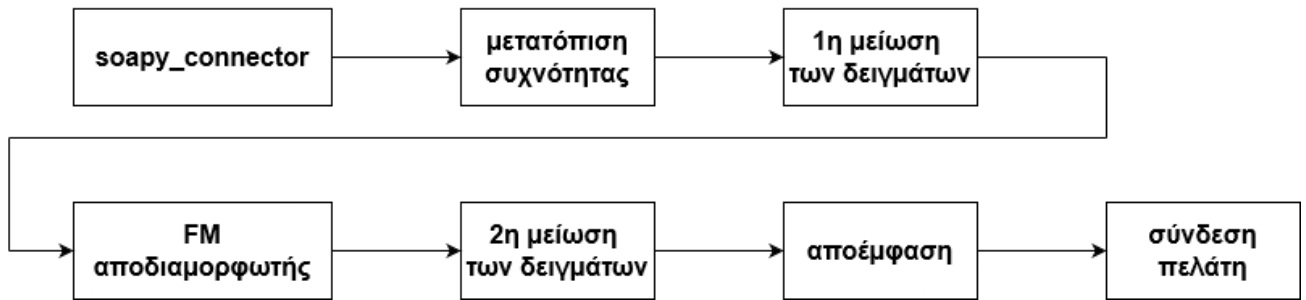 soapy_connector
μετατόπιση
συχνότητας
1η μείωση
των δειγμάτων
FM
αποδιαμορφωτής
2η μείωση
των δειγμάτων
αποέμφαση
σύνδεση
πελάτη